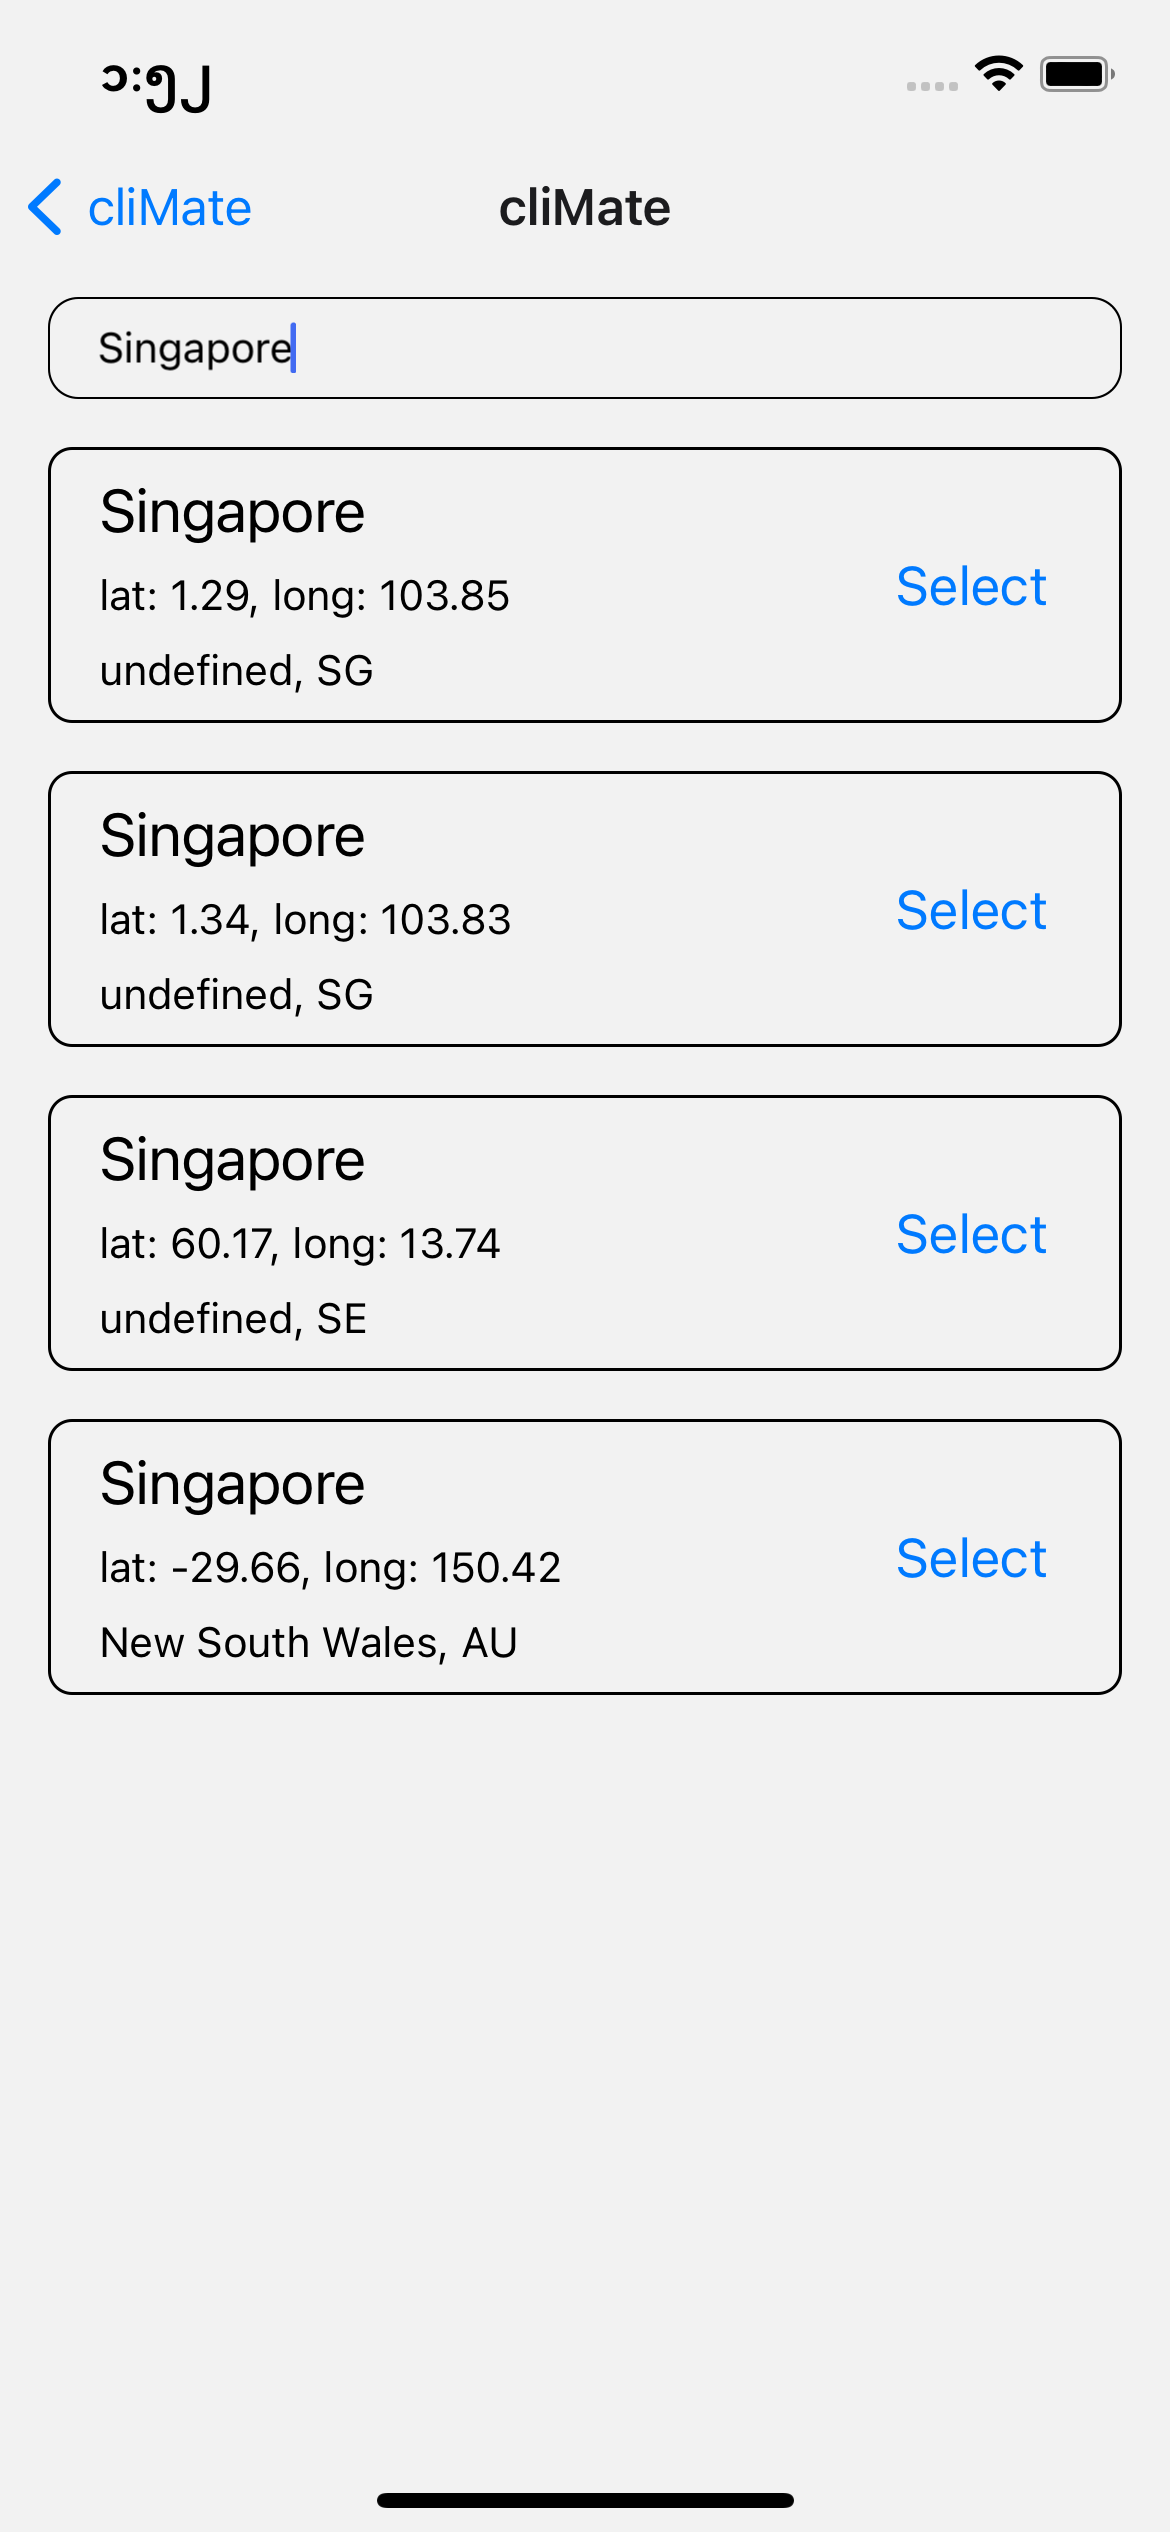 ၁:၅၂
cliMate
cliMate
Singapore
Singapore
lat: 1.29, long: 103.85
undefined, SG
Select
Singapore
lat: 1.34, long: 103.83
undefined, SG
Select
Singapore
lat: 60.17, long: 13.74
undefined, SE
Select
Singapore
lat: -29.66, long: 150.42
New South Wales, AU
Select